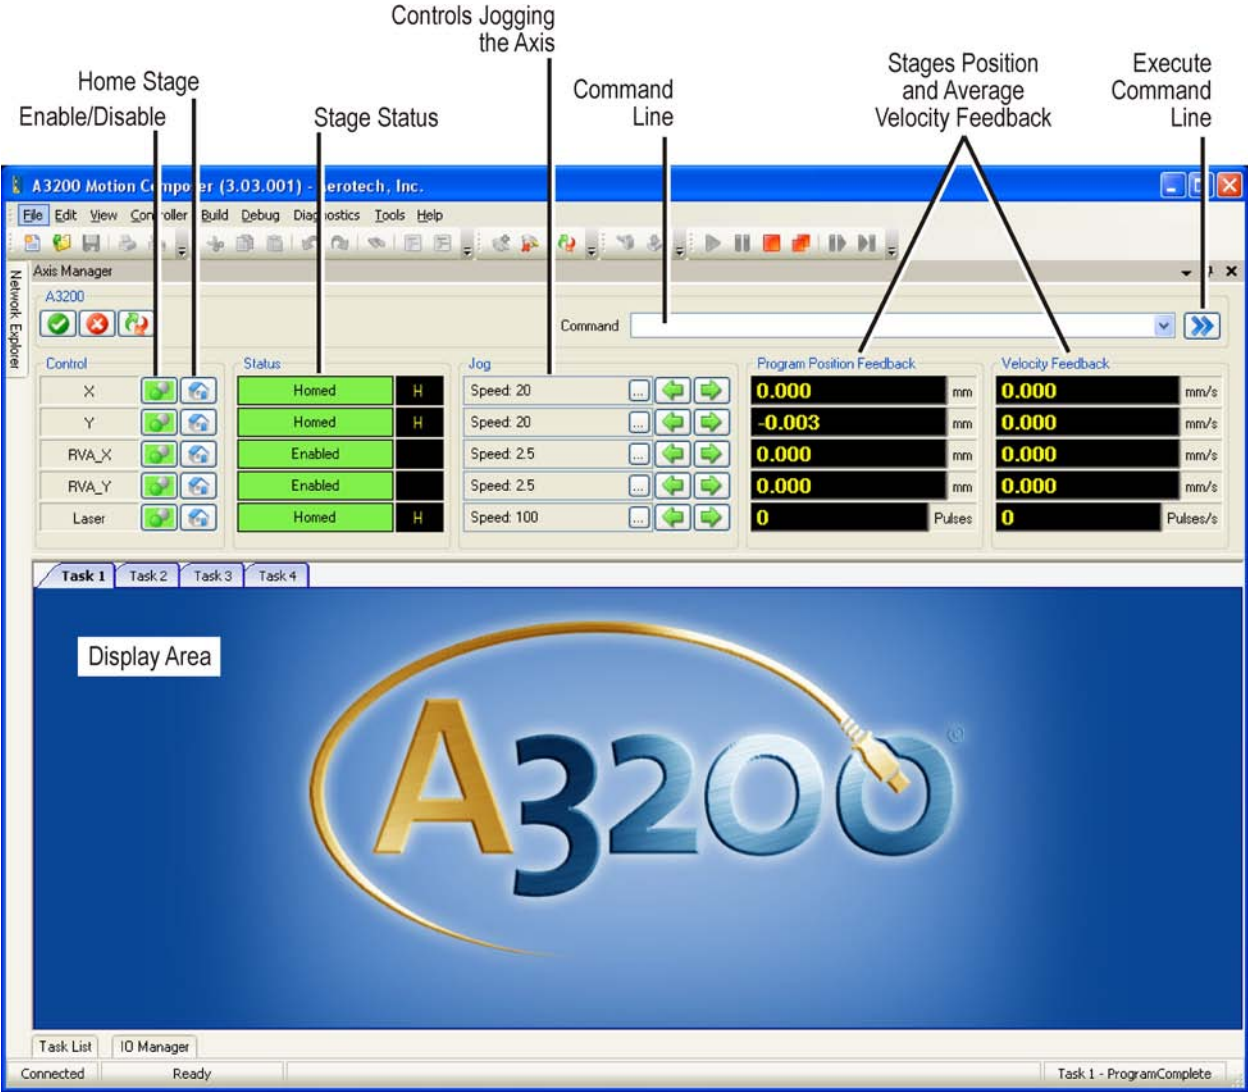 Controls Jogging
the Axis
Home Stage
Enable/Disable
Stage Status
Command
Line
Stages Position
and Average
Velocity Feedback
Execute
Command
Line
A3200 Motion Composer (3.03.001) - Aerotech, Inc.
File Edit View Controller Build Debug Diagnostics Tools Help
Network Explorer
Axis Manager
A3200
Command
Control Status Jog Program Position Feedback Velocity Feedback
X Homed H Speed: 20 ... 0.000 mm 0.000 mm/s
Y Homed H Speed: 20 ... -0.003 mm 0.000 mm/s
RVA_X Enabled Speed: 2.5 ... 0.000 mm 0.000 mm/s
RVA_Y Enabled Speed: 2.5 ... 0.000 mm 0.000 mm/s
Laser Homed H Speed: 100 ... 0 Pulses 0 Pulses/s
Task 1 Task 2 Task 3 Task 4
Display Area
A3200®
Task List IO Manager
Connected Ready Task 1 - ProgramComplete